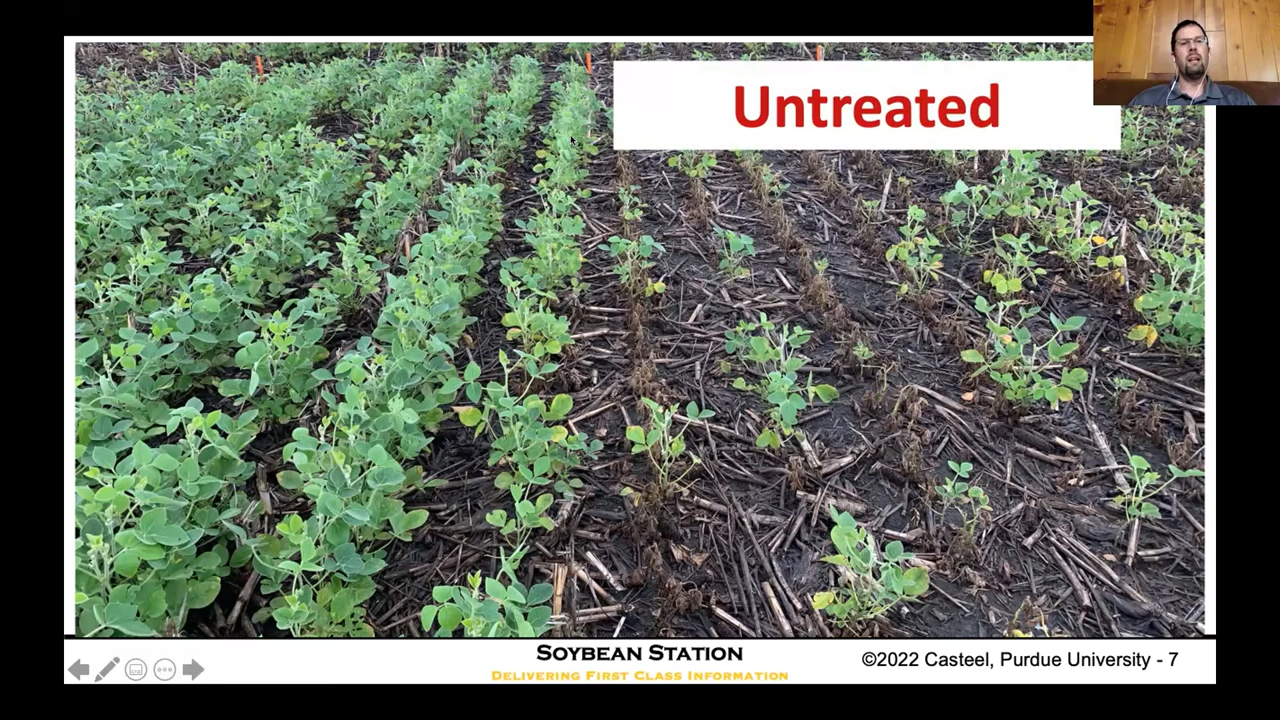 Untreated
SOYBEAN STATION
DELIVERING FIRST CLASS INFORMATION
©2022 Casteel, Purdue University - 7